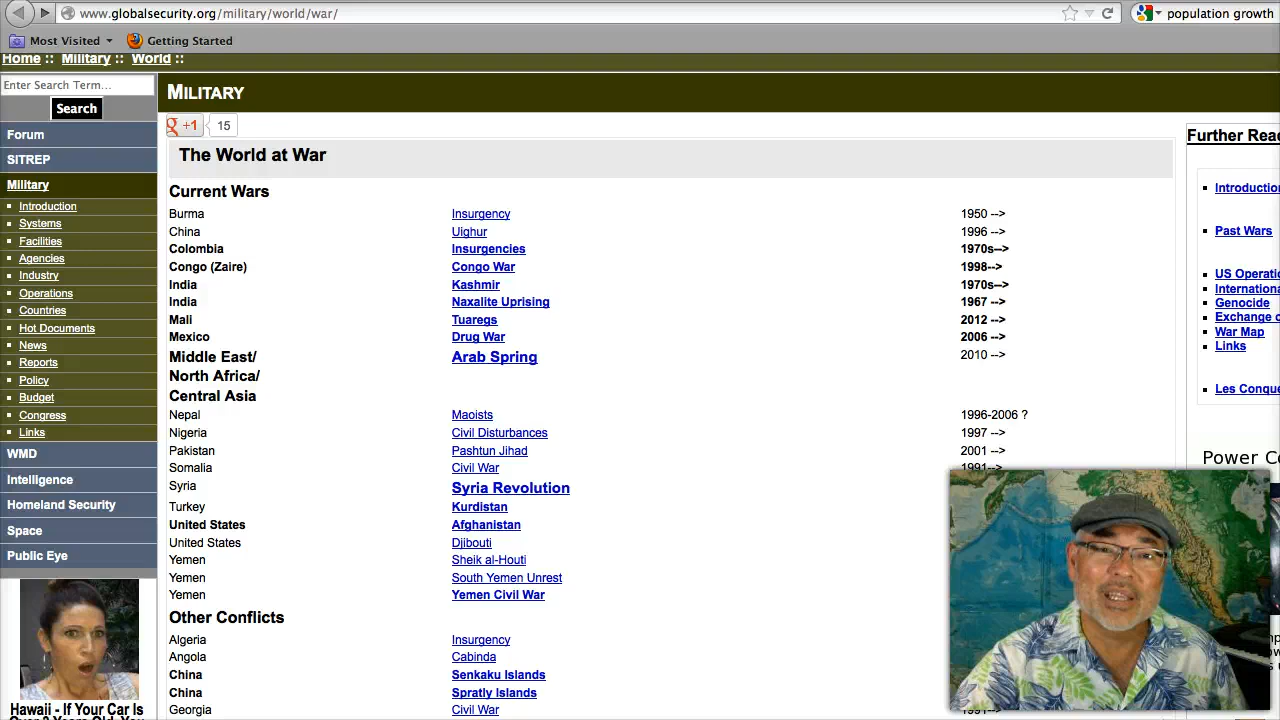 www.globalsecurity.org/military/world/war/
population growth
Most Visited
Getting Started
Home :: Military :: World ::
Enter Search Term...
Search
Forum
SITREP
Military
Introduction
Systems
Facilities
Agencies
Industry
Operations
Countries
Hot Documents
News
Reports
Policy
Budget
Congress
Links
WMD
Intelligence
Homeland Security
Space
Public Eye
Hawaii - If Your Car Is
MILITARY
g +1 15
The World at War
Current Wars
Burma Insurgency 1950 -->
China Uighur 1996 -->
Colombia Insurgencies 1970s-->
Congo (Zaire) Congo War 1998-->
India Kashmir 1970s-->
India Naxalite Uprising 1967 -->
Mali Tuaregs 2012 -->
Mexico Drug War 2006 -->
Middle East/ Arab Spring 2010 -->
North Africa/
Central Asia
Nepal Maoists 1996-2006 ?
Nigeria Civil Disturbances 1997 -->
Pakistan Pashtun Jihad 2001 -->
Somalia Civil War 1991-->
Syria Syria Revolution
Turkey Kurdistan
United States Afghanistan
United States Djibouti
Yemen Sheik al-Houti
Yemen South Yemen Unrest
Yemen Yemen Civil War
Other Conflicts
Algeria Insurgency
Angola Cabinda
China Senkaku Islands
China Spratly Islands
Georgia Civil War
Further Rea
Introduction
Past Wars
US Operati
Internationa
Genocide
Exchange
War Map
Links
Les Conque
Power Co